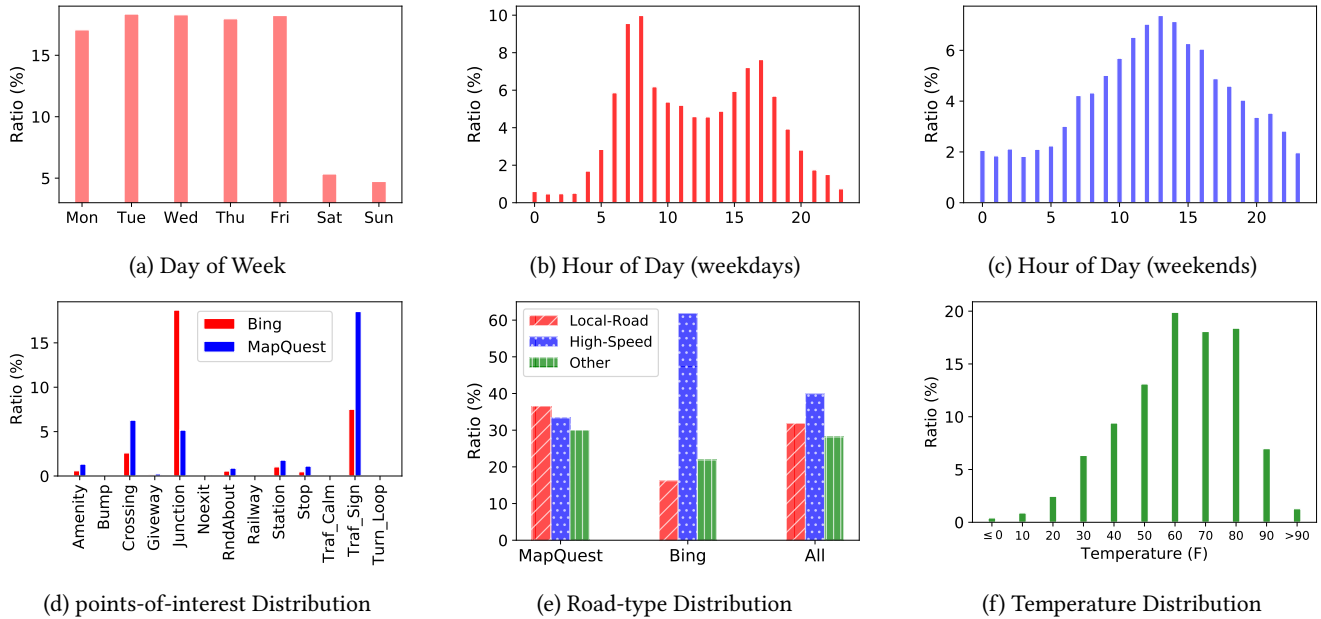 Ratio (%)
15
10
5
Mon Tue Wed Thu Fri Sat Sun
(a) Day of Week
Ratio (%)
10
8
6
4
2
0
0 5 10 15 20
(b) Hour of Day (weekdays)
Ratio (%)
6
4
2
0
0 5 10 15 20
(c) Hour of Day (weekends)
Ratio (%)
15
10
5
0
Bing
MapQuest
Amenity
Bump
Crossing
Giveway
Junction
Noexit
RndAbout
Railway
Station
Stop
Traf_Calm
Traf_Sign
Turn_Loop
(d) points-of-interest Distribution
Ratio (%)
60
50
40
30
20
10
0
Local-Road
High-Speed
Other
MapQuest Bing All
(e) Road-type Distribution
Ratio (%)
20
15
10
5
0
≤ 0 10 20 30 40 50 60 70 80 90 >90
Temperature (F)
(f) Temperature Distribution